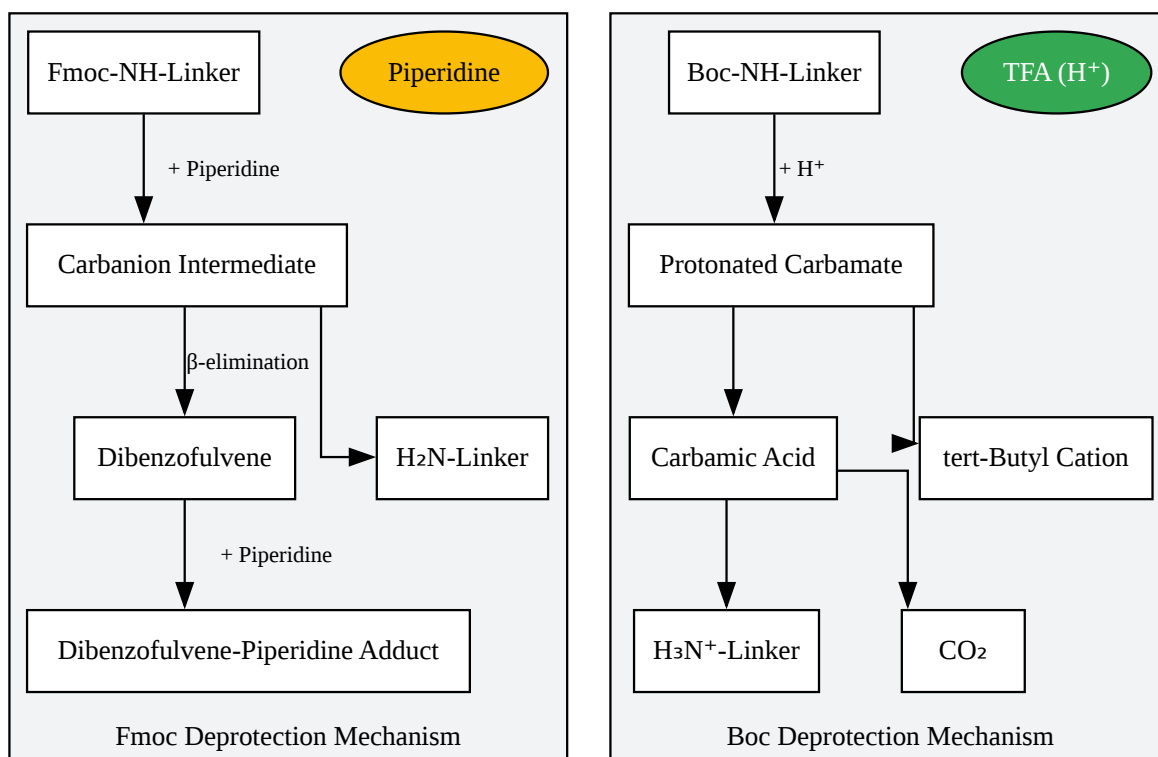 Fmoc-NH-Linker
Piperidine
+ Piperidine
Carbanion Intermediate
β-elimination
Dibenzofulvene
H₂N-Linker
+ Piperidine
Dibenzofulvene-Piperidine Adduct
Fmoc Deprotection Mechanism
Boc-NH-Linker
TFA (H⁺)
+ H⁺
Protonated Carbamate
Carbamic Acid
tert-Butyl Cation
H₃N⁺-Linker
CO₂
Boc Deprotection Mechanism